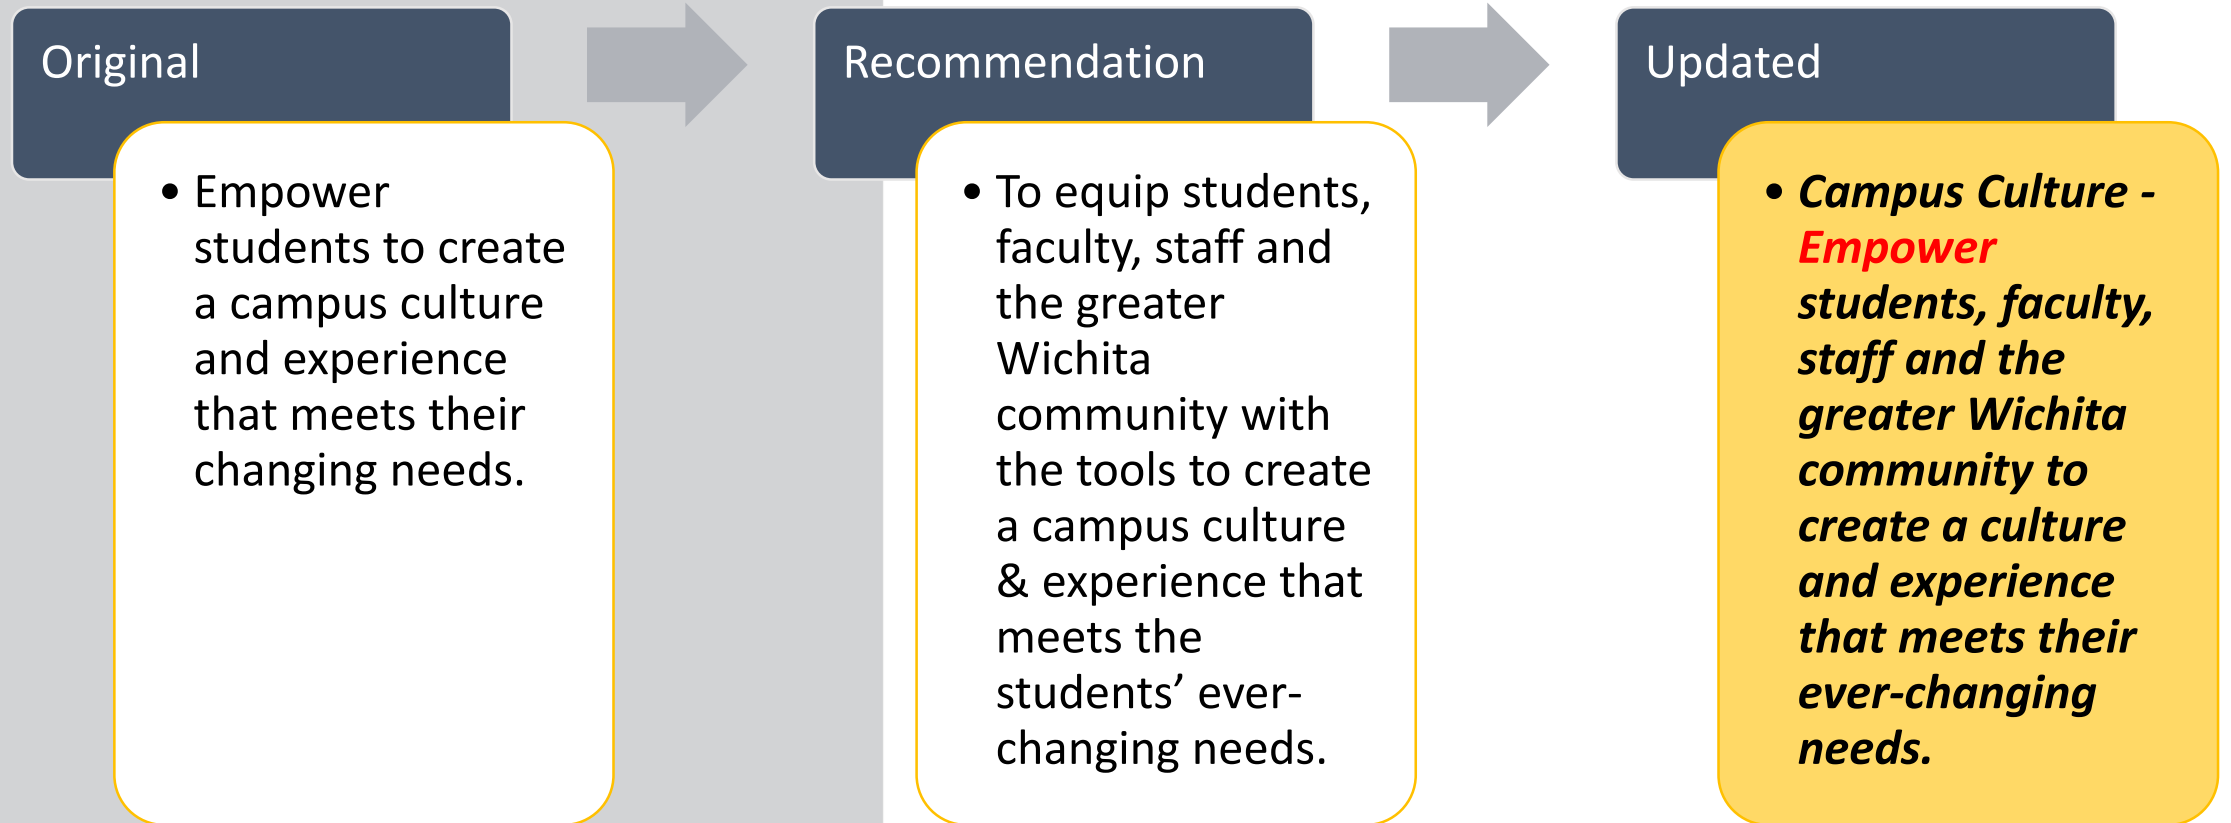 Original
• Empower
students to create
a campus culture
and experience
that meets their
changing needs.
Recommendation
• To equip students,
faculty, staff and
the greater
Wichita
community with
the tools to create
a campus culture
& experience that
meets the
students’ ever-
changing needs.
Updated
• Campus Culture -
Empower
students, faculty,
staff and the
greater Wichita
community to
create a culture
and experience
that meets their
ever-changing
needs.